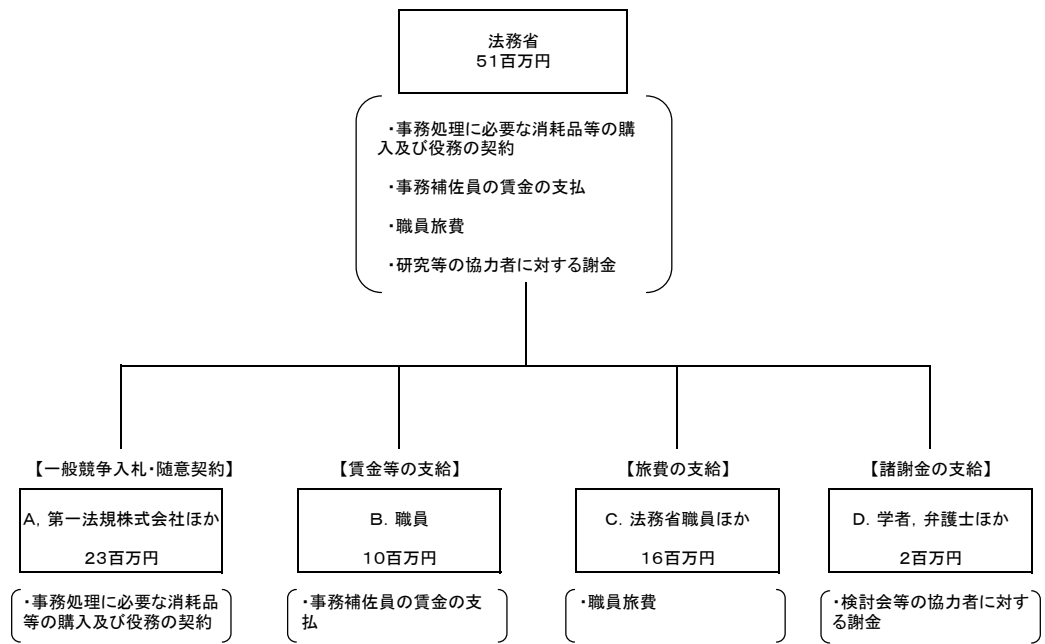 法務省
51百万円
・事務処理に必要な消耗品等の購
入及び役務の契約
・事務補佐員の賃金の支払
・職員旅費
・研究等の協力者に対する謝金
【一般競争入札・随意契約】
A, 第一法規株式会社ほか
23百万円
・事務処理に必要な消耗品
等の購入及び役務の契約
【賃金等の支給】
B. 職員
10百万円
・事務補佐員の賃金の支
払
【旅費の支給】
C. 法務省職員ほか
16百万円
・職員旅費
【諸謝金の支給】
D. 学者, 弁護士ほか
2百万円
・検討会等の協力者に対す
る謝金